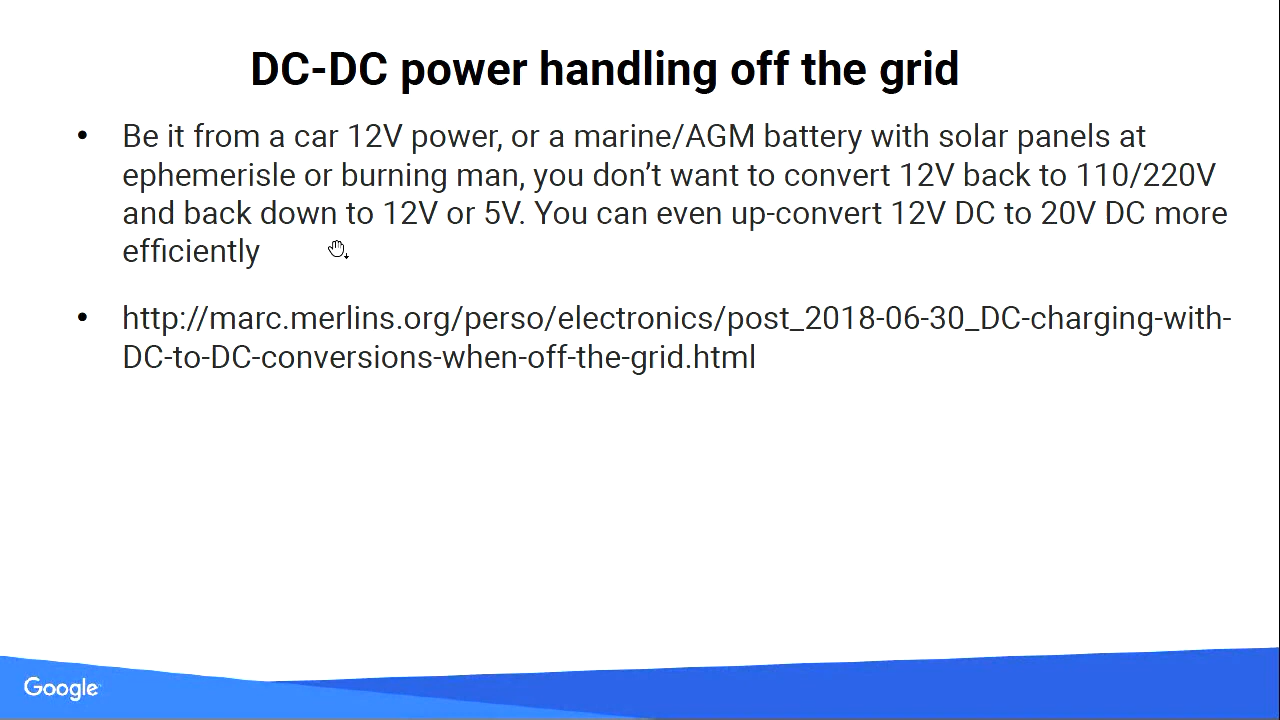 DC-DC power handling off the grid
• Be it from a car 12V power, or a marine/AGM battery with solar panels at
ephemerisle or burning man, you don’t want to convert 12V back to 110/220V
and back down to 12V or 5V. You can even up-convert 12V DC to 20V DC more
efficiently
• http://marc.merlins.org/perso/electronics/post_2018-06-30_DC-charging-with-
DC-to-DC-conversions-when-off-the-grid.html
Google